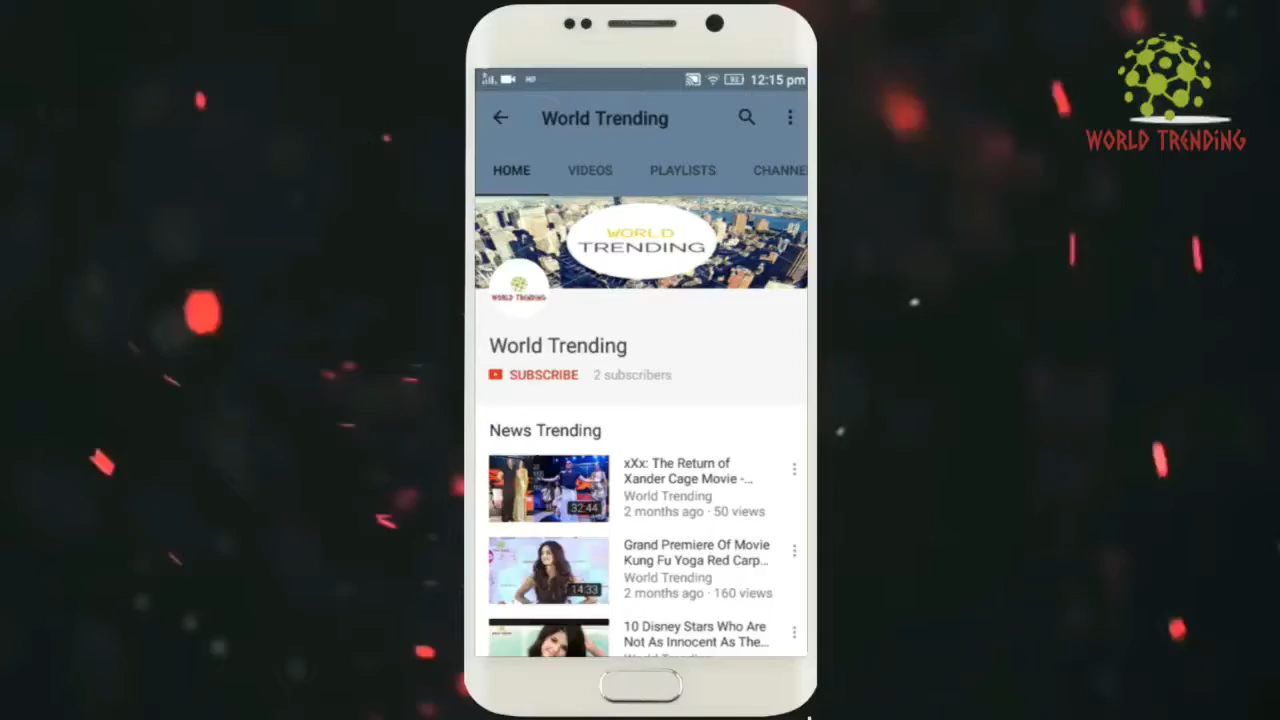 12:15 pm
World Trending
HOME VIDEOS PLAYLISTS CHANNE
WORLD
TRENDING
WORLD TRENDING
World Trending
SUBSCRIBE 2 subscribers
News Trending
xXx: The Return of
Xander Cage Movie -...
World Trending
2 months ago · 50 views
32:44
Grand Premiere Of Movie
Kung Fu Yoga Red Carp...
World Trending
2 months ago · 160 views
14:33
10 Disney Stars Who Are
Not As Innocent As The...
WORLD TRENDING